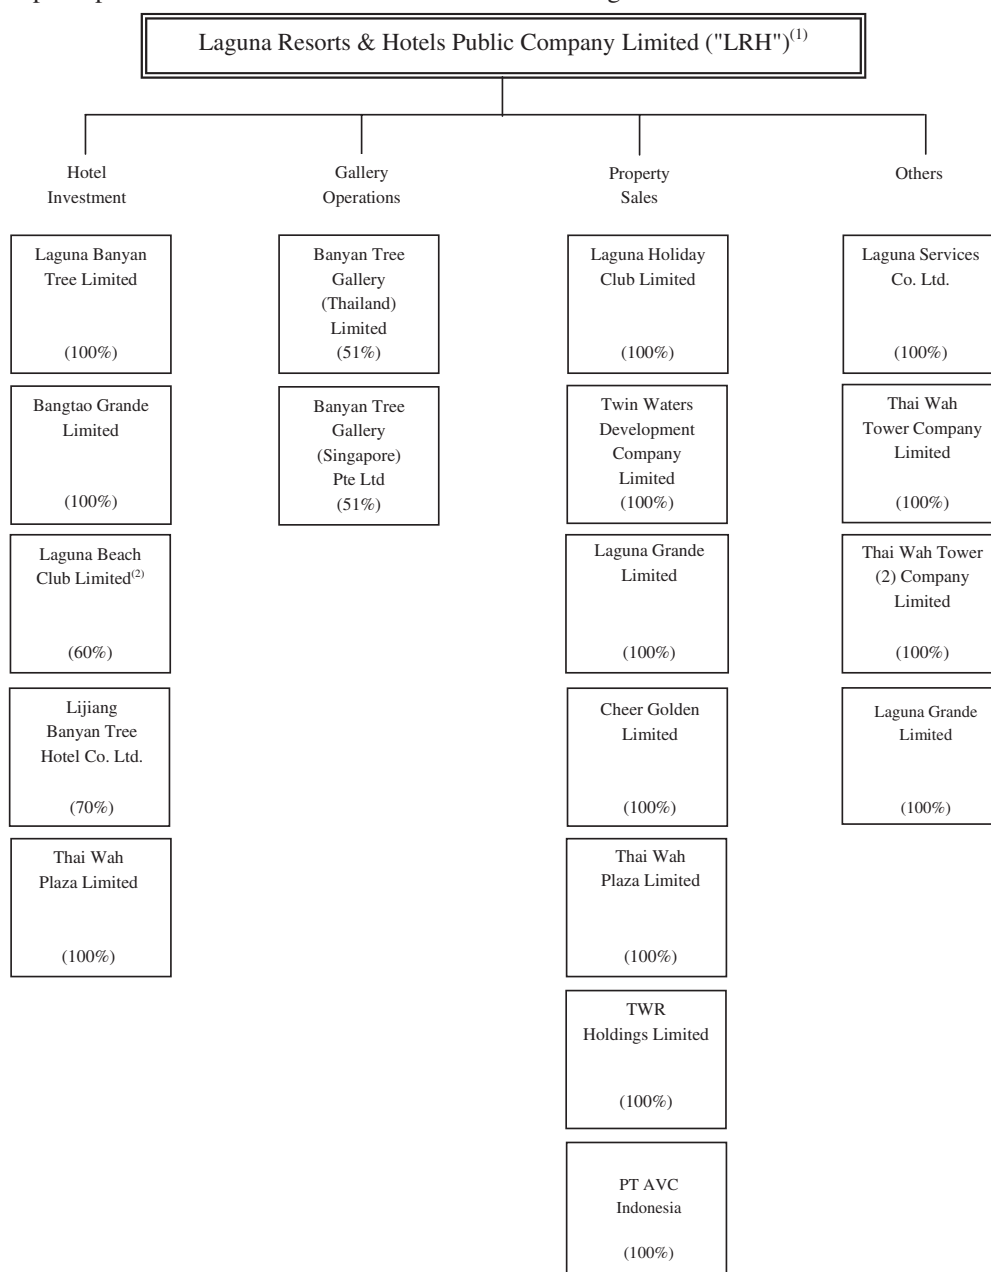 Laguna Resorts & Hotels Public Company Limited ("LRH")(1)
Hotel
Investment
Gallery
Operations
Property
Sales
Others
Laguna Banyan
Tree Limited
(100%)
Bangtao Grande
Limited
(100%)
Laguna Beach
Club Limited(2)
(60%)
Lijiang
Banyan Tree
Hotel Co. Ltd.
(70%)
Thai Wah
Plaza Limited
(100%)
Banyan Tree
Gallery
(Thailand)
Limited
(51%)
Banyan Tree
Gallery
(Singapore)
Pte Ltd
(51%)
Laguna Holiday
Club Limited
(100%)
Twin Waters
Development
Company
Limited
(100%)
Laguna Grande
Limited
(100%)
Cheer Golden
Limited
(100%)
Thai Wah
Plaza Limited
(100%)
TWR
Holdings Limited
(100%)
PT AVC
Indonesia
(100%)
Laguna Services
Co. Ltd.
(100%)
Thai Wah
Tower Company
Limited
(100%)
Thai Wah Tower
(2) Company
Limited
(100%)
Laguna Grande
Limited
(100%)